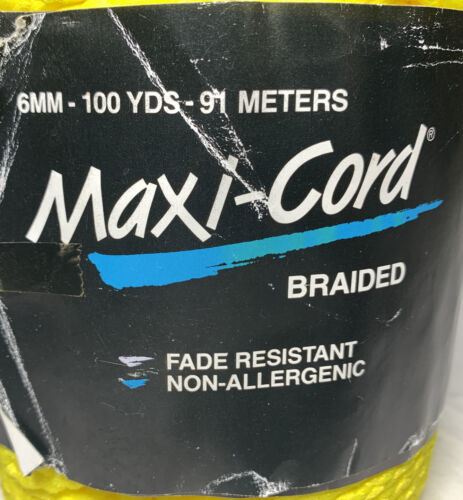 6MM - 100 YDS - 91 METERS
Maxi-Cord®
BRAIDED
FADE RESISTANT
NON-ALLERGENIC